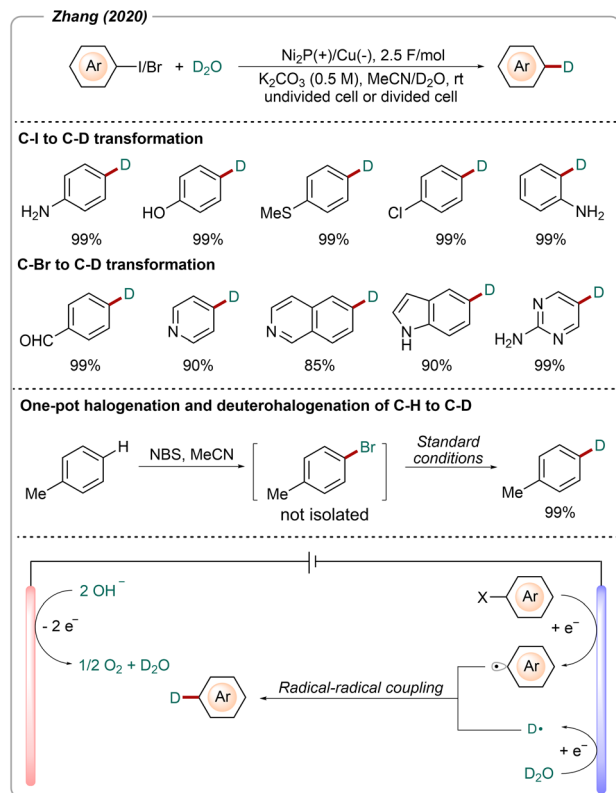 Zhang (2020)
Ar I/Br + D₂O Ni₂P(+)/Cu(-), 2.5 F/mol Ar D
K₂CO₃ (0.5 M), MeCN/D₂O, rt
undivided cell or divided cell
C-I to C-D transformation
D D D D D
H₂N HO MeS Cl NH₂
99% 99% 99% 99% 99%
C-Br to C-D transformation
D D D D D
OHC N N N H H₂N N N
99% 90% 85% 90% 99%
One-pot halogenation and deuterohalogenation of C-H to C-D
H NBS, MeCN Br Standard D
conditions
Me Me Me
not isolated 99%
2 OH⁻ X Ar
- 2 e⁻ + e⁻
1/2 O₂ + D₂O Ar
D Ar Radical-radical coupling
D•
+ e⁻
D₂O